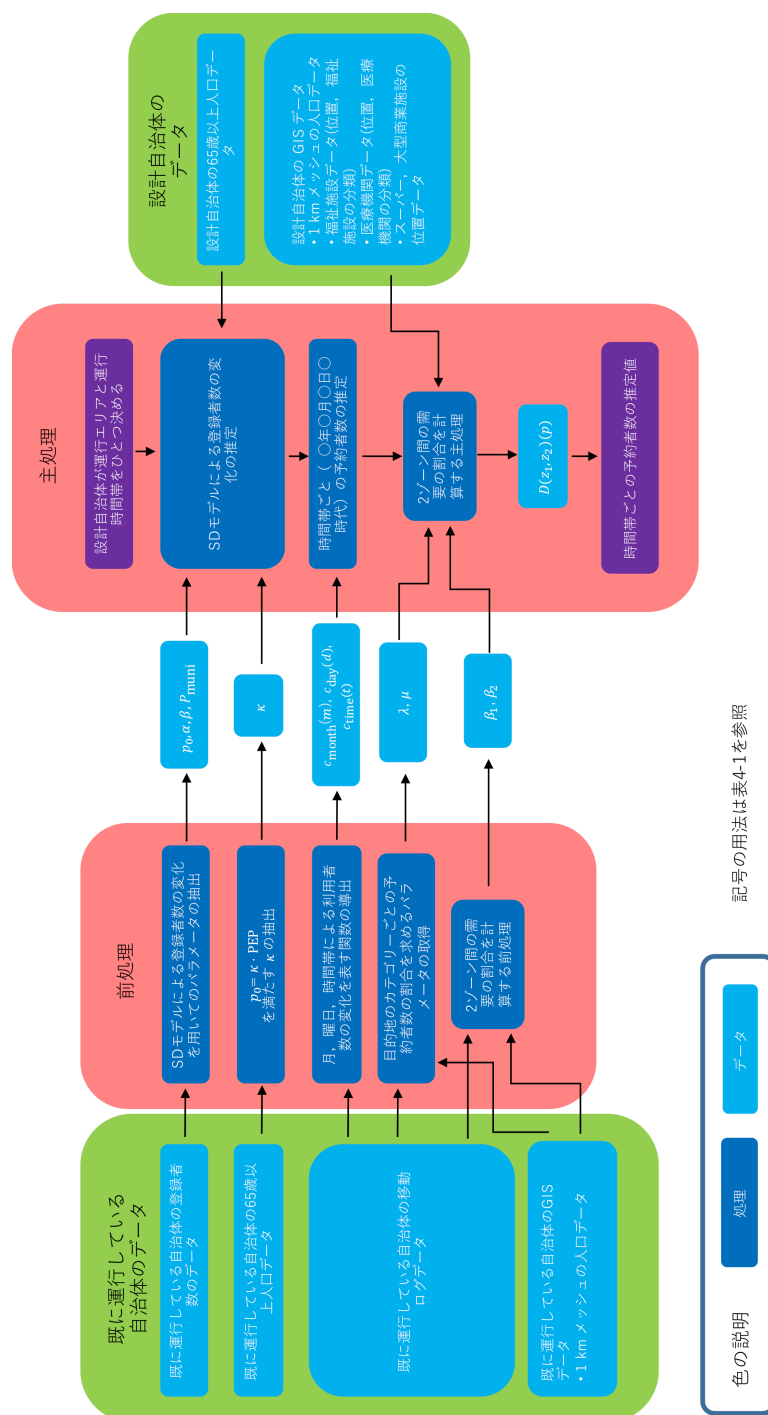 既に運行している
自治体のデータ
既に運行している自治体の登録者
数のデータ
既に運行している自治体の65歳以
上人口データ
既に運行している自治体の移動
ログデータ
既に運行している自治体のGIS
データ
•1 km メッシュの人口データ
前処理
SDモデルによる登録者数の変化
を用いてのパラメータの抽出
p₀= κ · PEP
を満たす κ の抽出
月，曜日，時間帯による利用者
数の変化を表す関数の導出
目的地のカテゴリーごとの予
約者数の割合を求めるパラ
メータの取得
2ゾーン間の需
要の割合を計
算する前処理
p₀,α,β,P_muni
κ
c_month(m), c_day(d),
c_time(t)
λ, μ
β₁, β₂
主処理
設計自治体が運行エリアと運行
時間帯をひとつ決める
SDモデルによる登録者数の変
化の推定
時間帯ごと（ 〇年〇月〇日〇
時代）の予約者数の推定
2ゾーン間の需
要の割合を計
算する主処理
D(z₁,z₂)(p)
時間帯ごとの予約者数の推定値
設計自治体の
データ
設計自治体の65歳以上人口デー
タ
設計自治体の GIS データ
•1 km メッシュの人口データ
•福祉施設データ(位置， 福祉
施設の分類)
•医療機関データ(位置， 医療
機関の分類)
•スーパー， 大型商業施設の
位置データ
色の説明
処理
データ
記号の用法は表4-1を参照